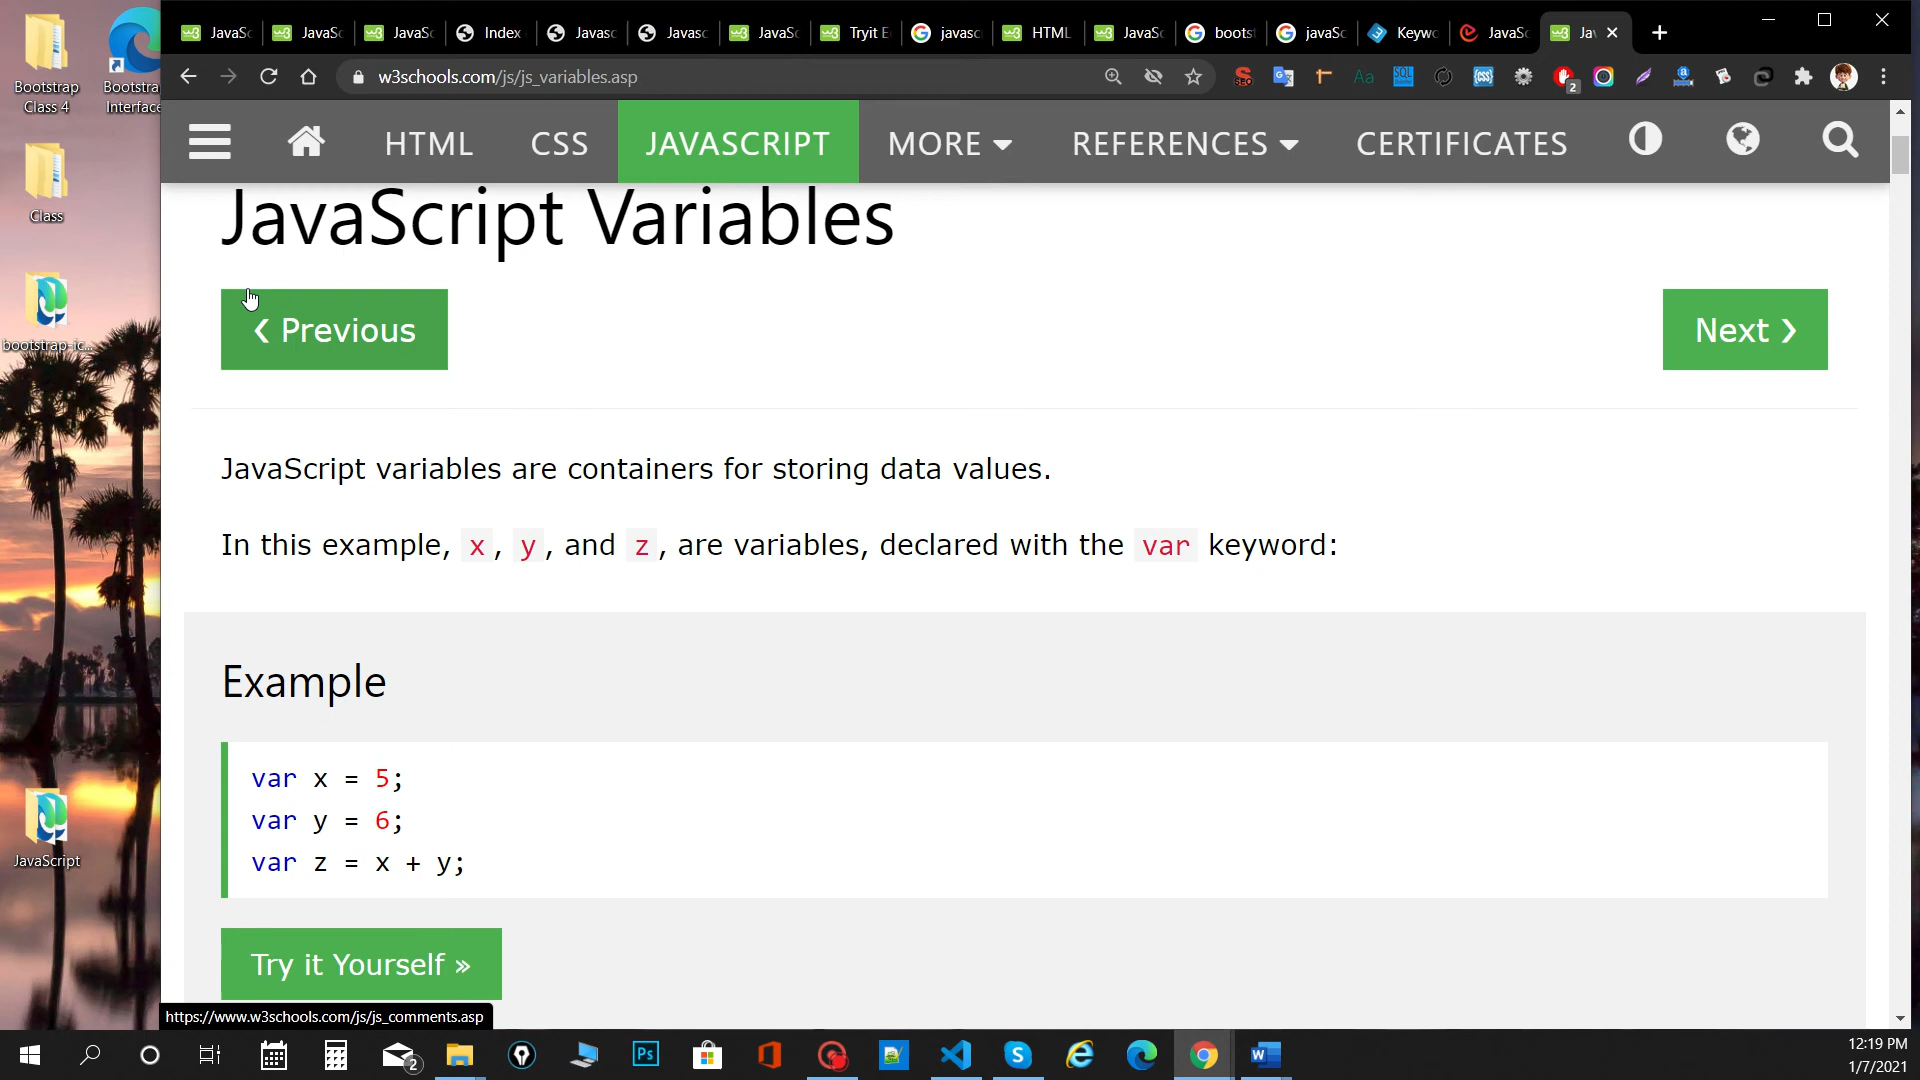 Bootstrap
Class 4
Bootstra
Interface
Class
bootstrap-ic...
JavaScript
JavaSc
JavaSc
JavaSc
Index
Javasc
Javasc
JavaSc
Tryit E
javasc
HTML
JavaSc
bootst
javaSc
Keywo
JavaSc
Ja
w3schools.com/js/js_variables.asp
HTML
CSS
JAVASCRIPT
MORE
REFERENCES
CERTIFICATES
JavaScript Variables
❮ Previous
Next ❯
JavaScript variables are containers for storing data values.
In this example, x, y, and z, are variables, declared with the var keyword:
Example
var x = 5;
var y = 6;
var z = x + y;
Try it Yourself »
https://www.w3schools.com/js/js_comments.asp
2
12:19 PM
1/7/2021